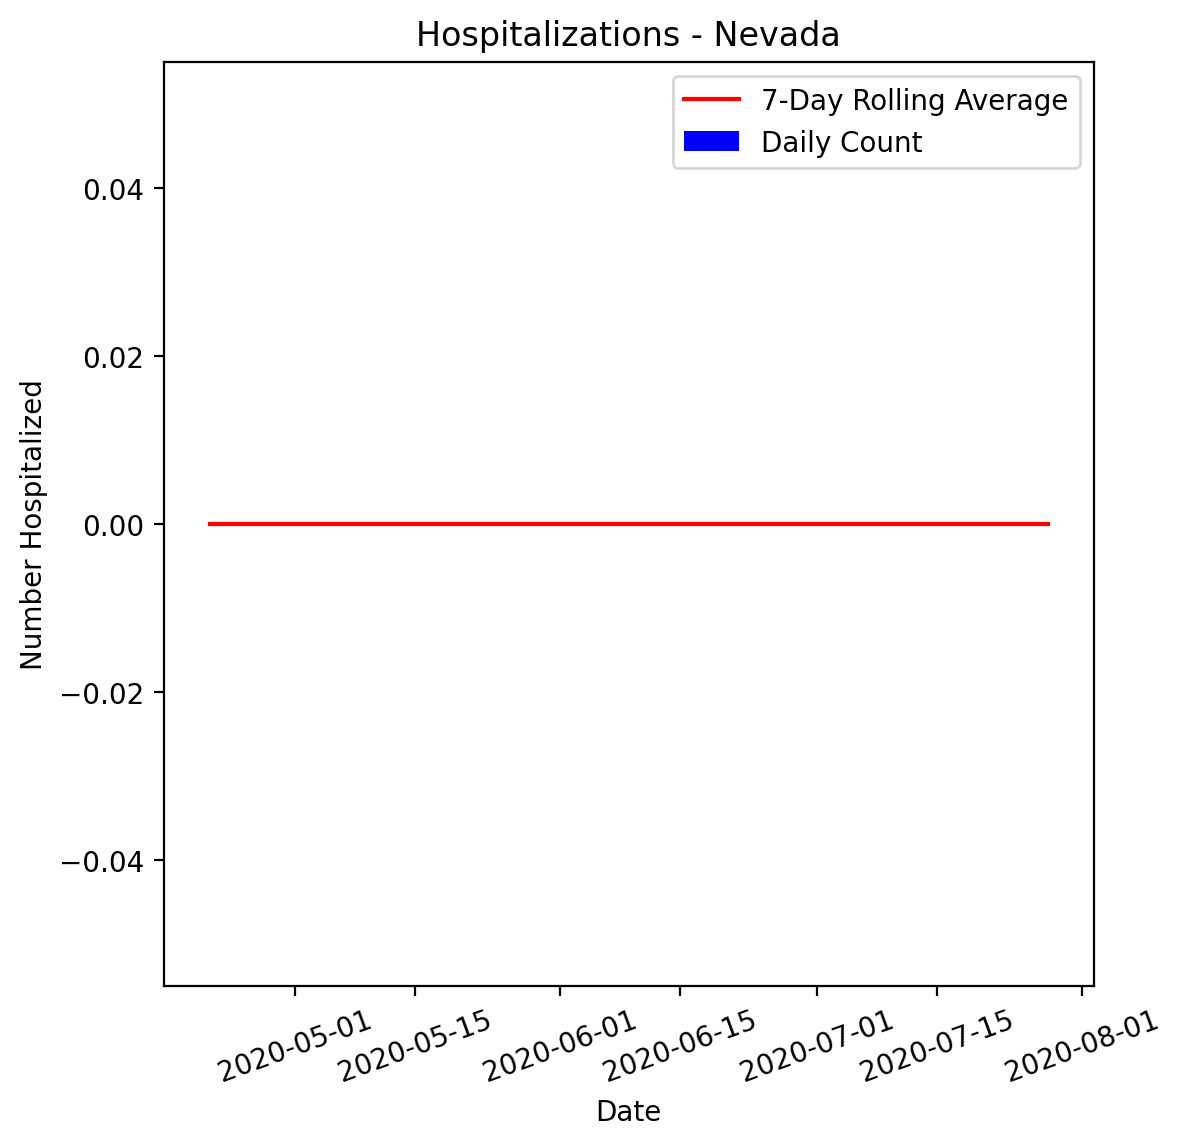 Hospitalizations - Nevada
7-Day Rolling Average
Daily Count
0.04
0.02
0.00
−0.02
−0.04
Number Hospitalized
2020-05-01
2020-05-15
2020-06-01
2020-06-15
2020-07-01
2020-07-15
2020-08-01
Date